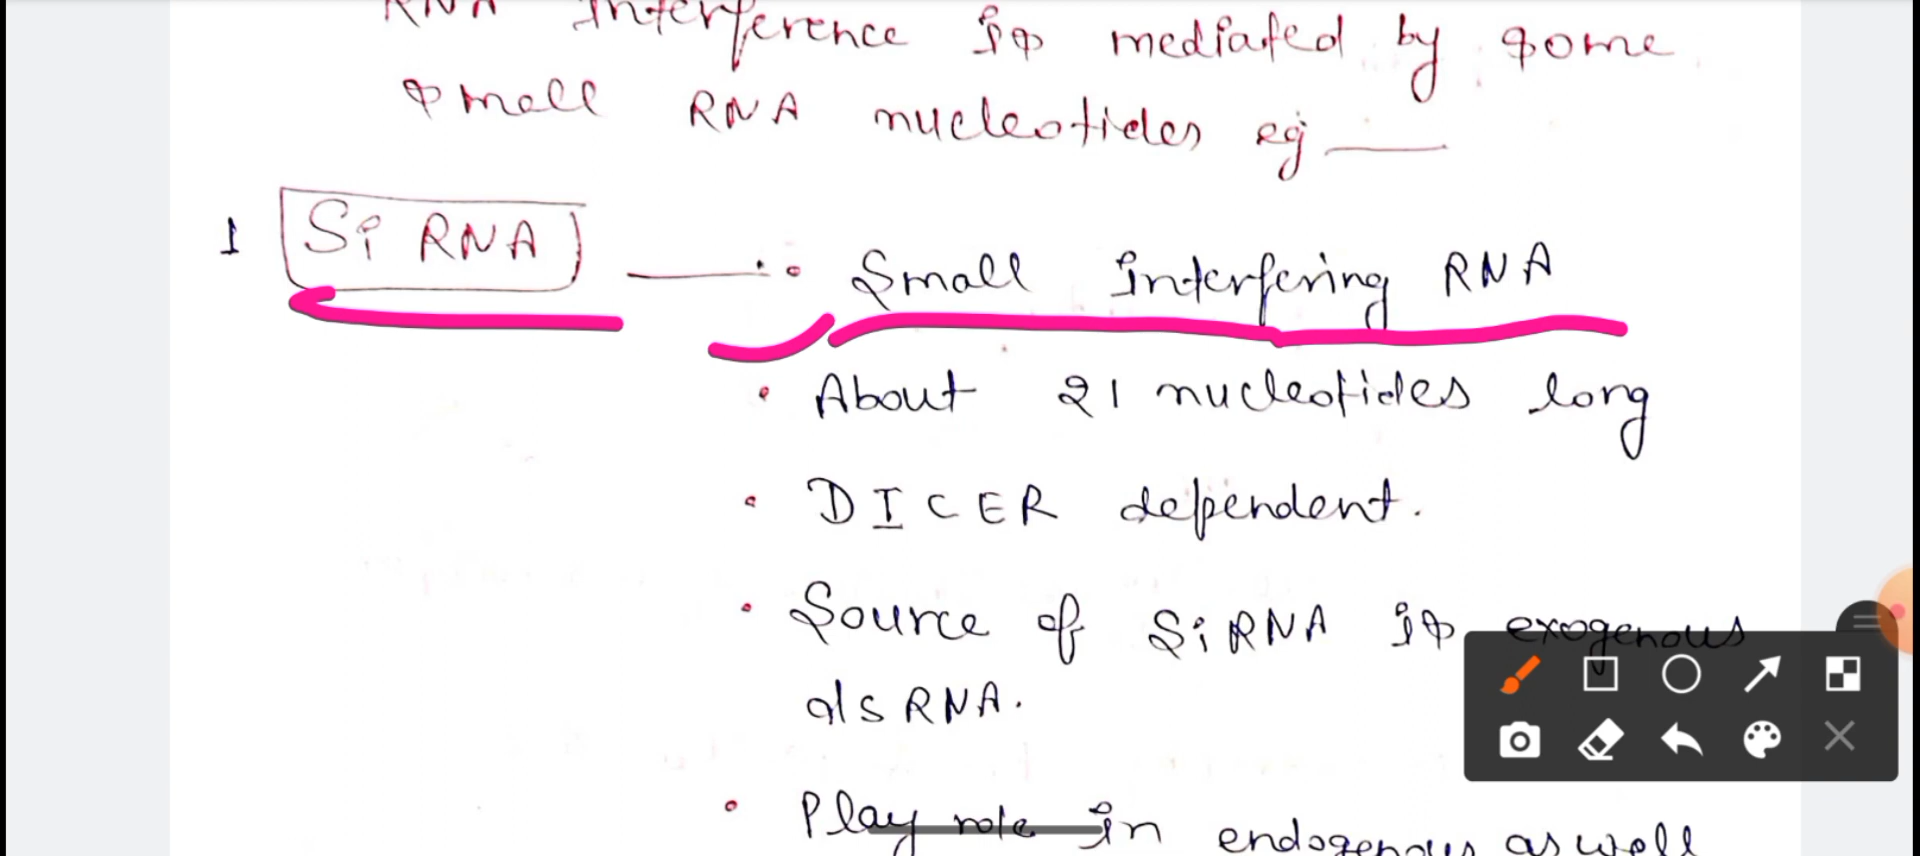 RNA Interference is mediated by some
small RNA nucleotides eg
1 Si RNA Small interfering RNA
About 21 nucleotides long
DICER dependent.
Source of SiRNA is exogenous
dsRNA.
Play role in endogenous as well